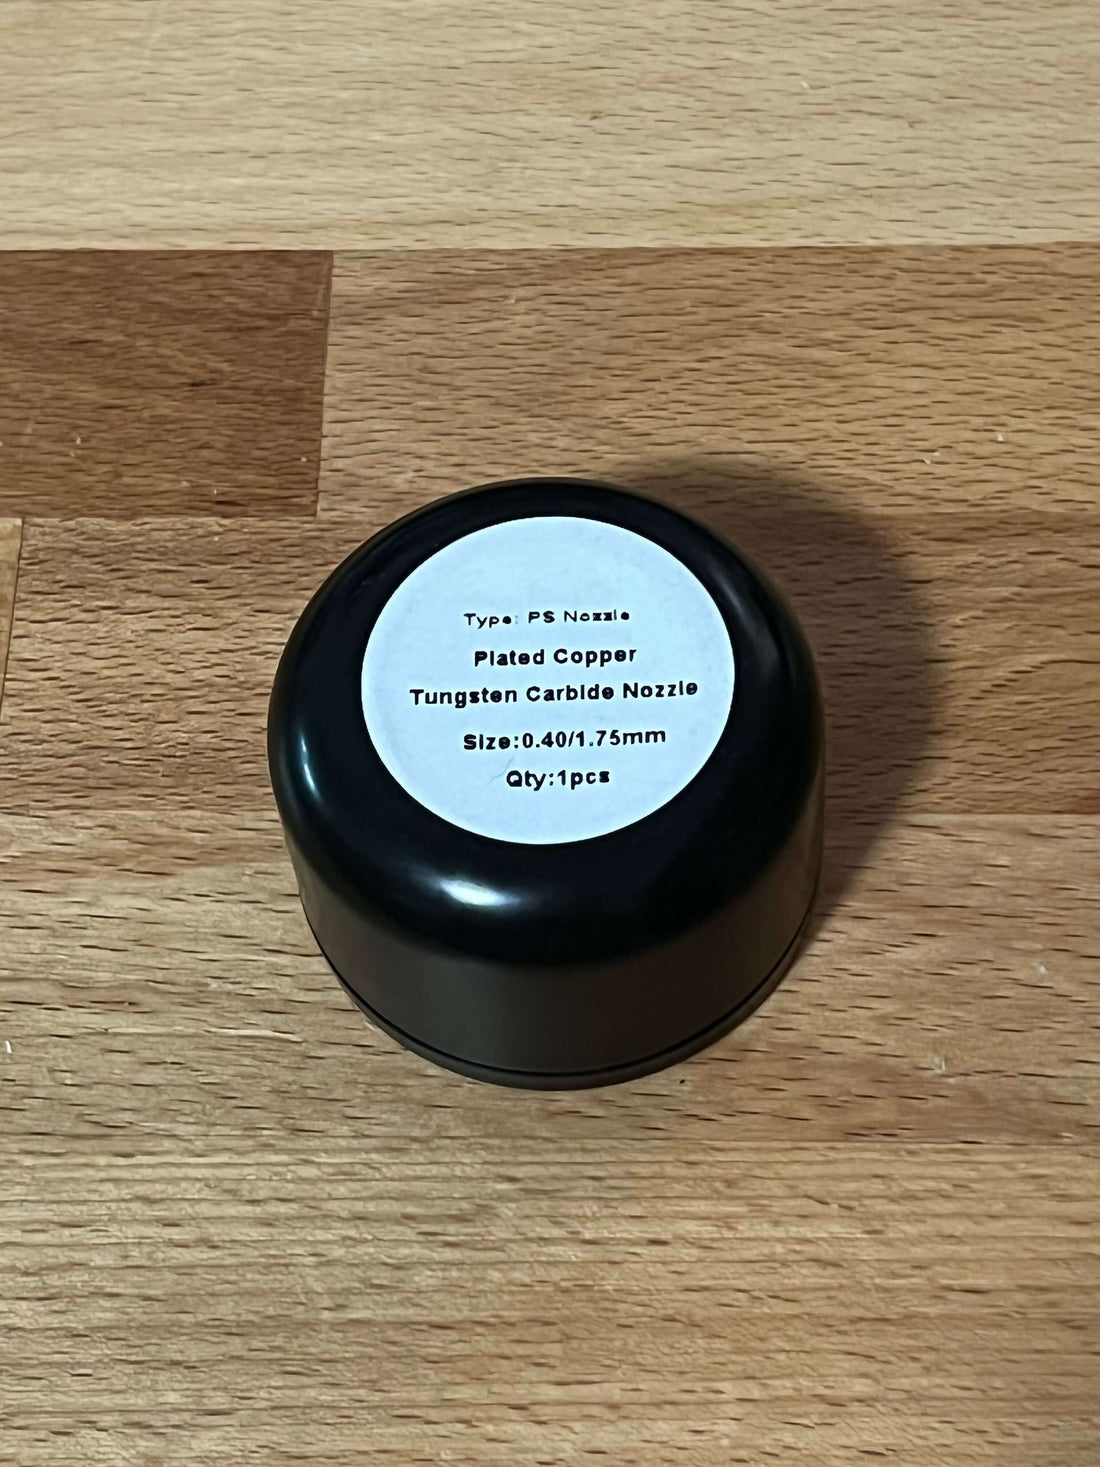 Type: PS Nozzle
Plated Copper
Tungsten Carbide Nozzle
Size:0.40/1.75mm
Qty:1pcs